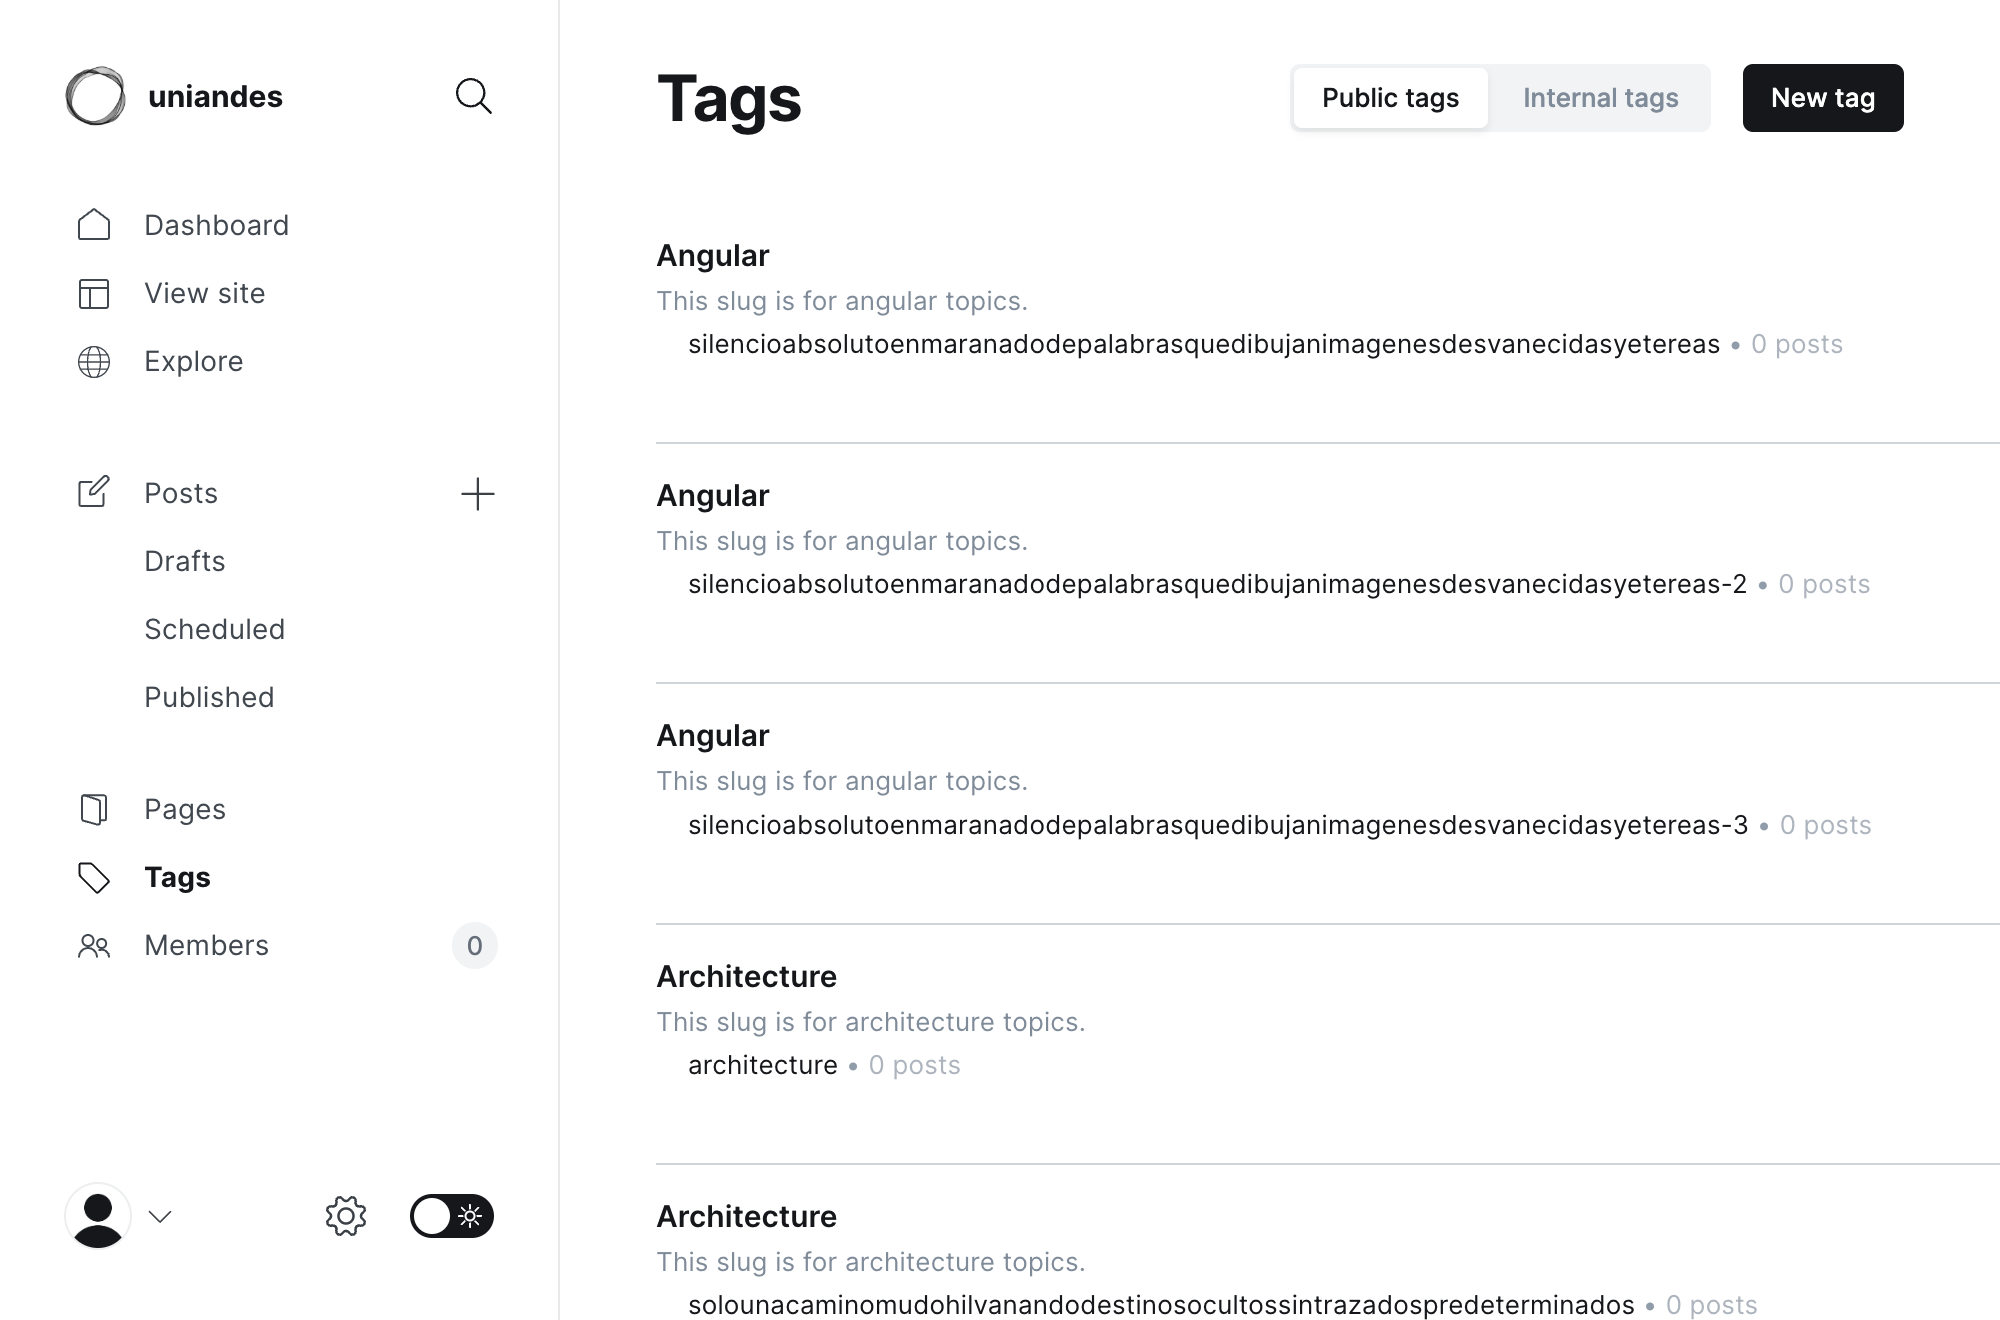 uniandes
Dashboard
View site
Explore
Posts
Drafts
Scheduled
Published
Pages
Tags
Members
0
Tags
Public tags
Internal tags
New tag
Angular
This slug is for angular topics.
silencioabsolutoenmaranadodepalabrasquedibujanimagenesdesvanecidasyetereas • 0 posts
Angular
This slug is for angular topics.
silencioabsolutoenmaranadodepalabrasquedibujanimagenesdesvanecidasyetereas-2 • 0 posts
Angular
This slug is for angular topics.
silencioabsolutoenmaranadodepalabrasquedibujanimagenesdesvanecidasyetereas-3 • 0 posts
Architecture
This slug is for architecture topics.
architecture • 0 posts
Architecture
This slug is for architecture topics.
solounacaminomudohilvanandodestinosocultossintrazadospredeterminados • 0 posts